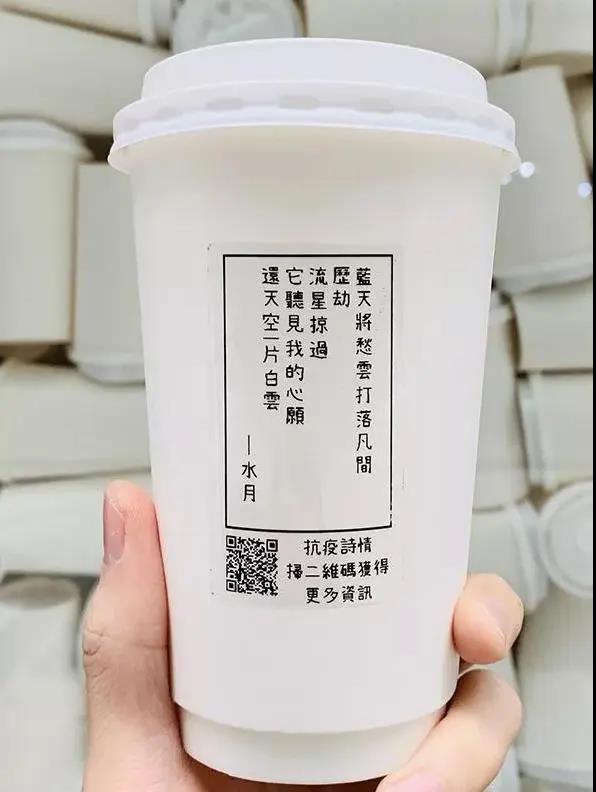 藍天將愁雲打落凡間
歷劫
流星掠過
它聽見我的心願
還天空一片白雲
—水月
抗疫詩情
掃二維碼獲得
更多資訊